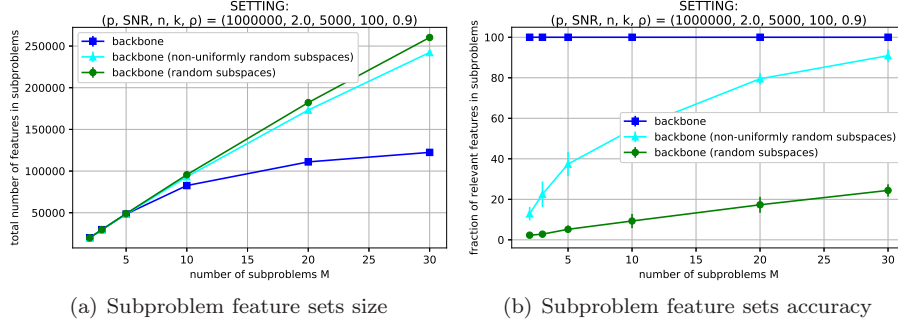 SETTING:
(p, SNR, n, k, ρ) = (1000000, 2.0, 5000, 100, 0.9)
total number of features in subproblems
250000
200000
150000
100000
50000
backbone
backbone (non-uniformly random subspaces)
backbone (random subspaces)
5
10
15
20
25
30
number of subproblems M
(a) Subproblem feature sets size
SETTING:
(p, SNR, n, k, ρ) = (1000000, 2.0, 5000, 100, 0.9)
fraction of relevant features in subproblems
100
80
60
40
20
0
backbone
backbone (non-uniformly random subspaces)
backbone (random subspaces)
5
10
15
20
25
30
number of subproblems M
(b) Subproblem feature sets accuracy